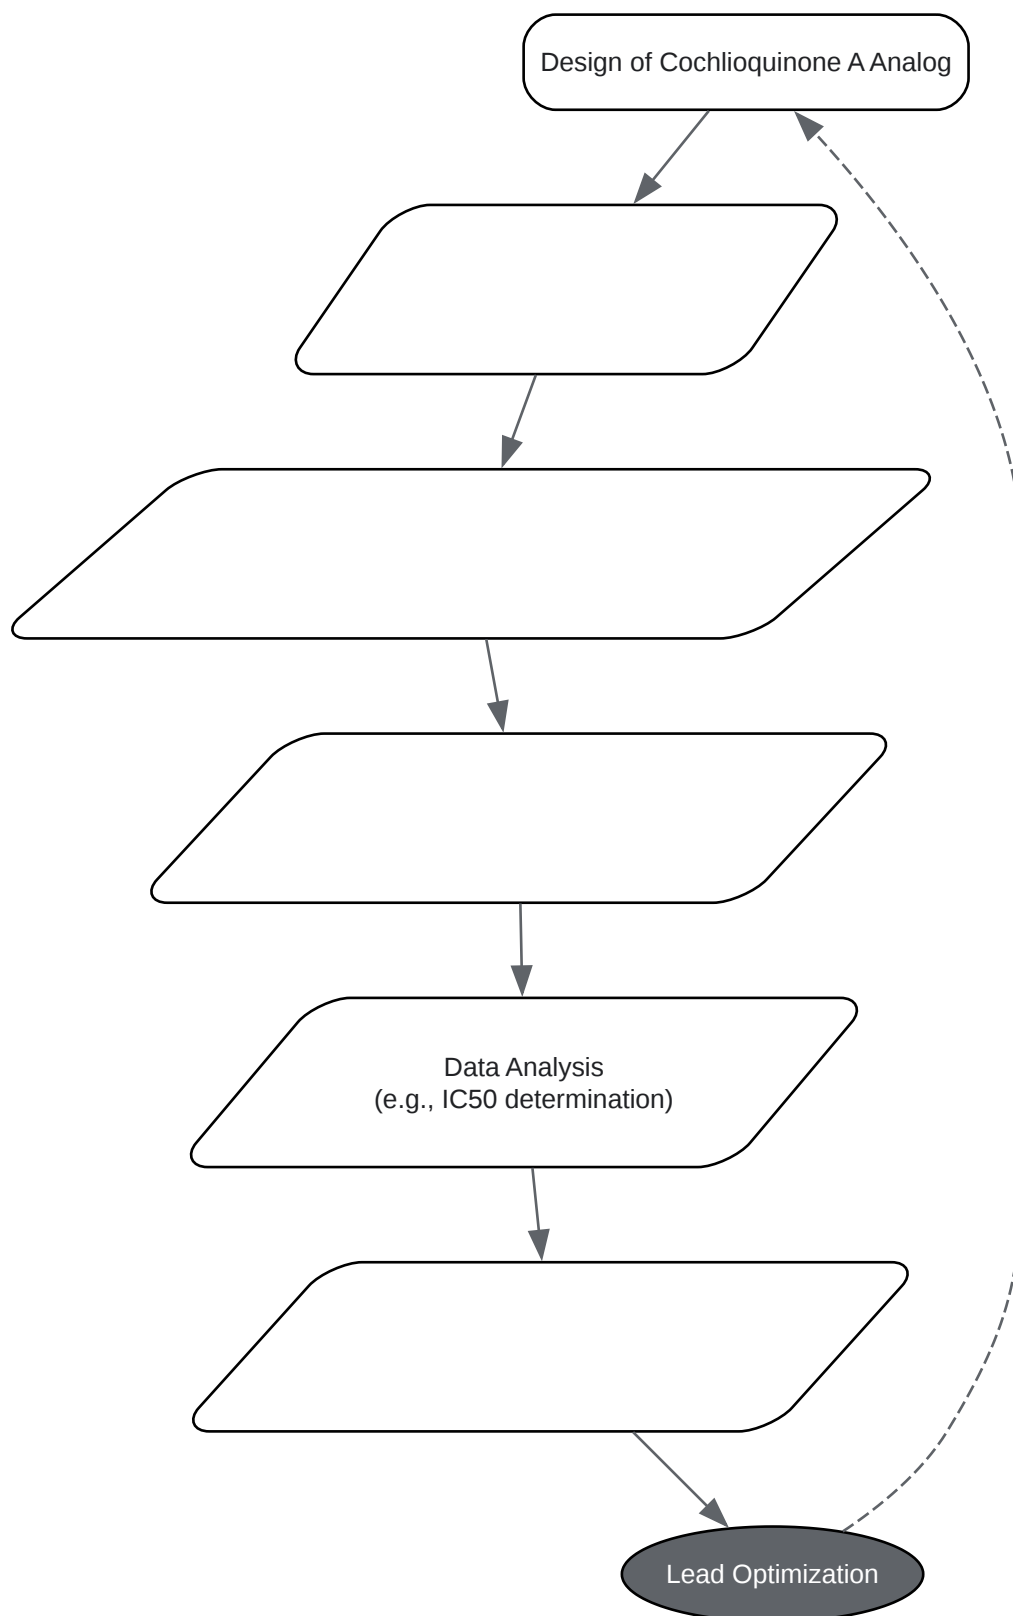 Design of Cochlioquinone A Analog
Data Analysis
(e.g., IC50 determination)
Lead Optimization